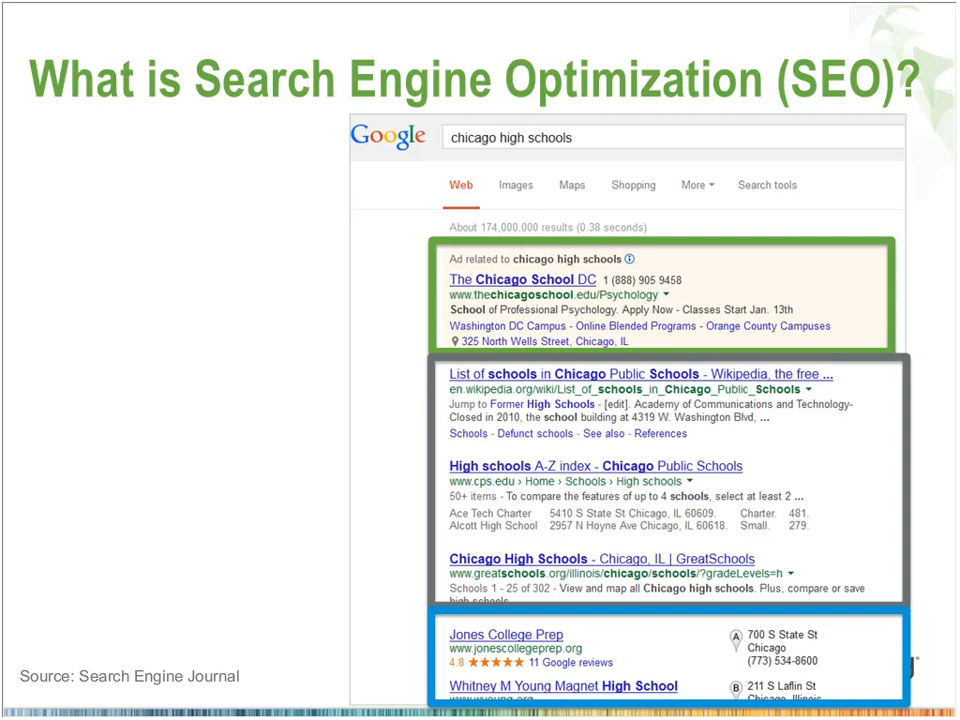 What is Search Engine Optimization (SEO)?
Google
chicago high schools
Web Images Maps Shopping More Search tools
About 174,000,000 results (0.38 seconds)
Ad related to chicago high schools
The Chicago School DC 1 (888) 905 9458
www.thechicagoschool.edu/Psychology
School of Professional Psychology. Apply Now - Classes Start Jan. 13th
Washington DC Campus - Online Blended Programs - Orange County Campuses
325 North Wells Street, Chicago, IL
List of schools in Chicago Public Schools - Wikipedia, the free ...
en.wikipedia.org/wiki/List_of_schools_in_Chicago_Public_Schools
Jump to Former High Schools - [edit]. Academy of Communications and Technology-
Closed in 2010, the school building at 4319 W. Washington Blvd, ...
Schools - Defunct schools - See also - References
High schools A-Z index - Chicago Public Schools
www.cps.edu › Home › Schools › High schools
50+ items - To compare the features of up to 4 schools, select at least 2 ...
Ace Tech Charter 5410 S State St Chicago, IL 60609. Charter. 481.
Alcott High School 2957 N Hoyne Ave Chicago, IL 60618. Small. 279.
Chicago High Schools - Chicago, IL | GreatSchools
www.greatschools.org/illinois/chicago/schools/?gradeLevels=h
Schools 1 - 25 of 302 - View and map all Chicago high schools. Plus, compare or save
high schools
Jones College Prep
www.jonescollegeprep.org
4.8 ★★★★★ 11 Google reviews
A 700 S State St
Chicago
(773) 534-8600
Whitney M Young Magnet High School
B 211 S Laflin St
Chicago, Illinois
Source: Search Engine Journal